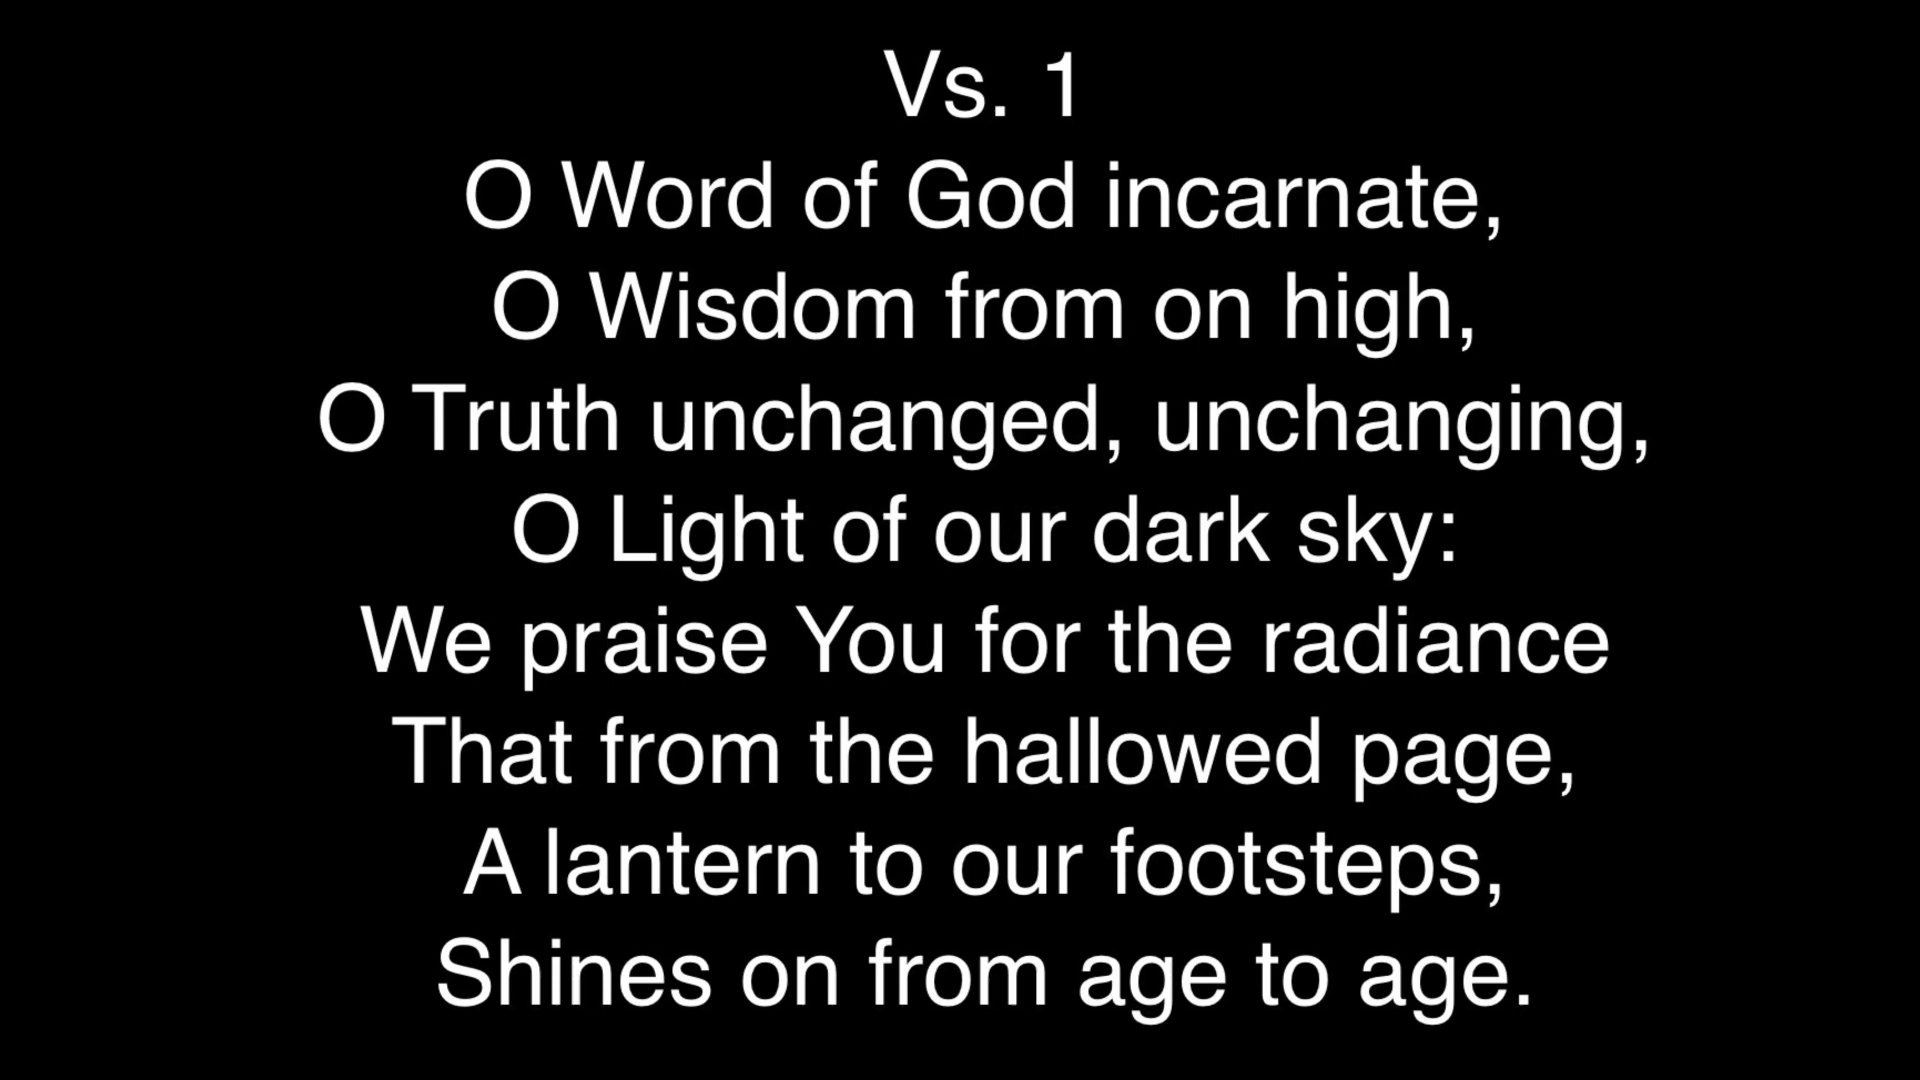 Vs. 1
O Word of God incarnate,
O Wisdom from on high,
O Truth unchanged, unchanging,
O Light of our dark sky:
We praise You for the radiance
That from the hallowed page,
A lantern to our footsteps,
Shines on from age to age.